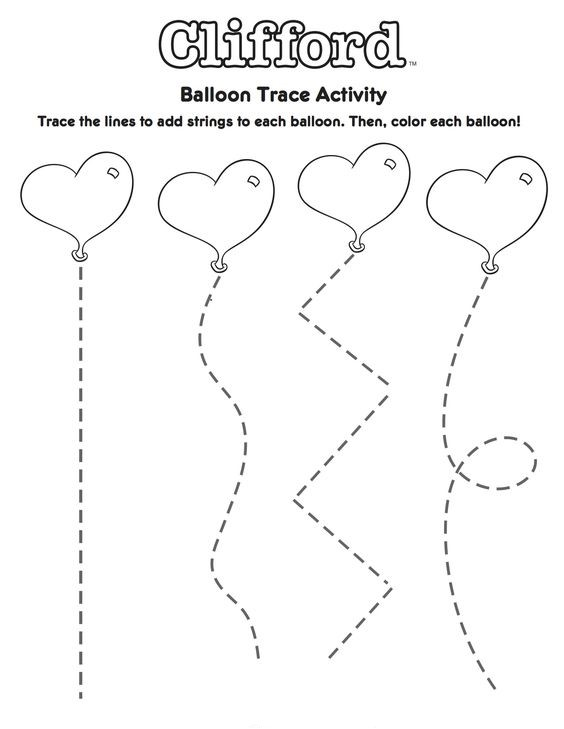 Clifford™
Balloon Trace Activity
Trace the lines to add strings to each balloon. Then, color each balloon!